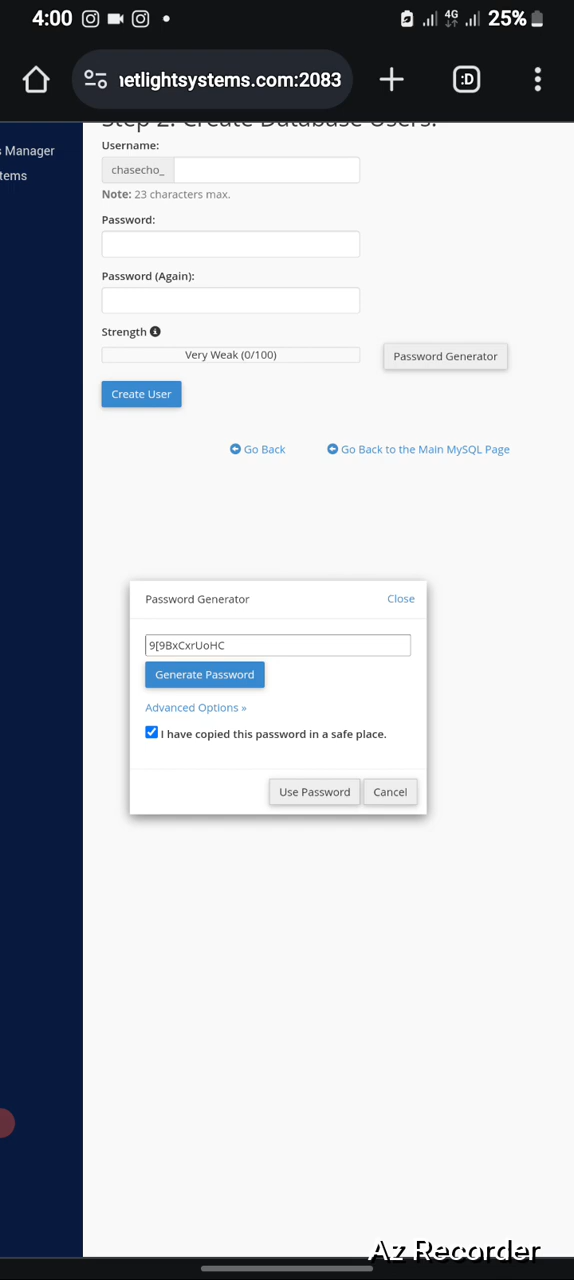 4:00
4G
25%
netlightsystems.com:2083
:D
Step 2: Create Database Users:
s Manager
tems
Username:
chasecho_
Note: 23 characters max.
Password:
Password (Again):
Strength
Very Weak (0/100)
Password Generator
Create User
Go Back
Go Back to the Main MySQL Page
Password Generator
Close
9[9BxCxrUoHC
Generate Password
Advanced Options »
I have copied this password in a safe place.
Use Password
Cancel
Az Recorder